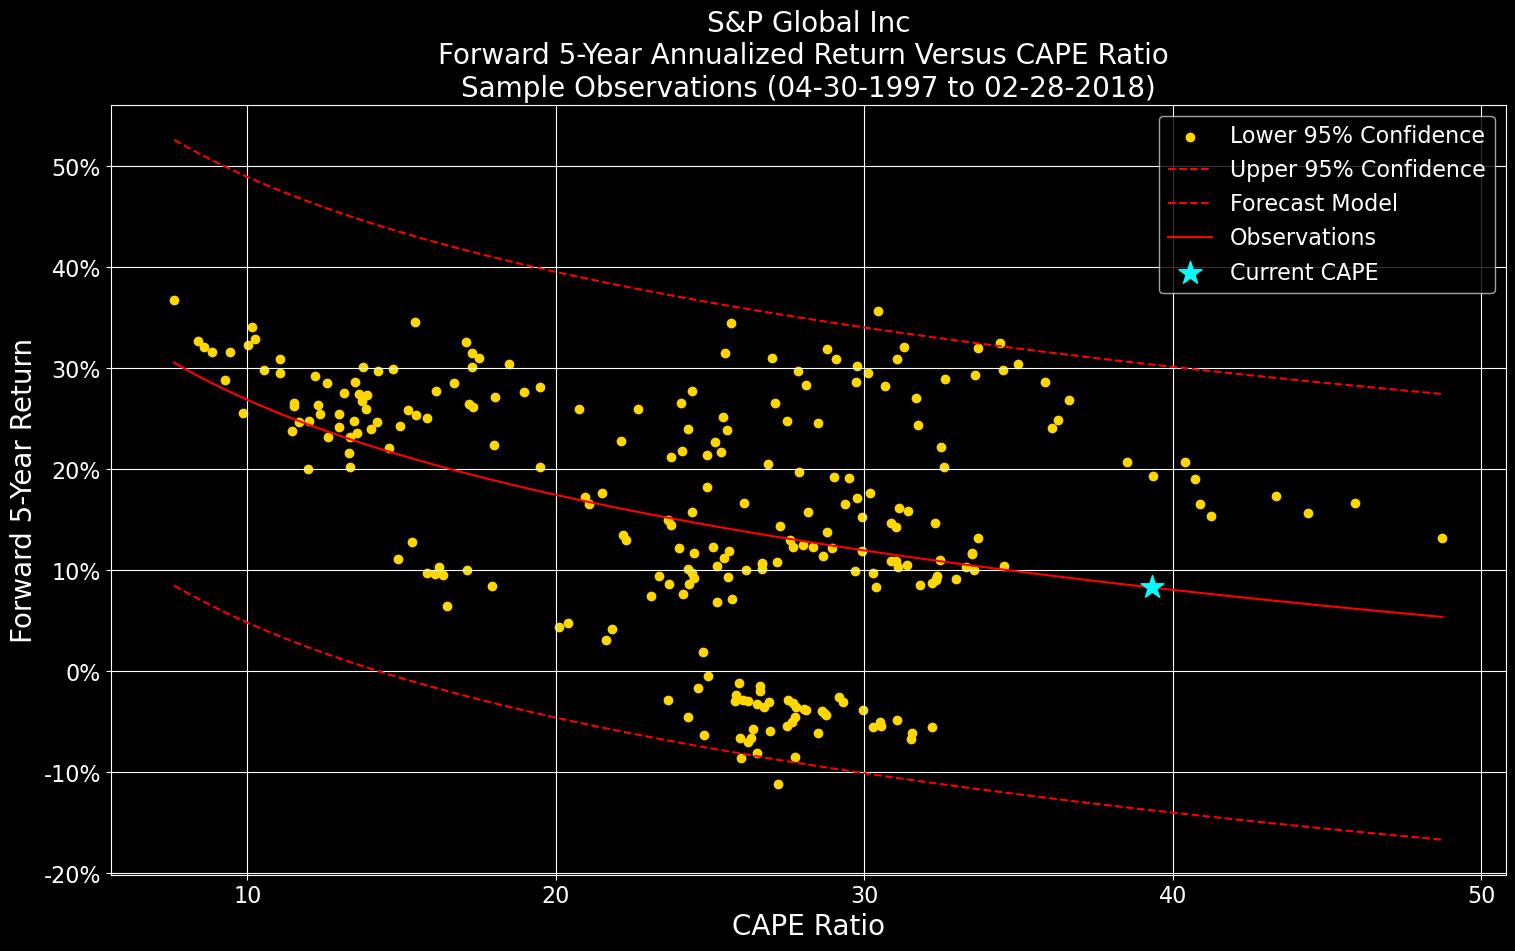 S&P Global Inc
Forward 5-Year Annualized Return Versus CAPE Ratio
Sample Observations (04-30-1997 to 02-28-2018)
Lower 95% Confidence
Upper 95% Confidence
Forecast Model
Observations
Current CAPE
Forward 5-Year Return
50%
40%
30%
20%
10%
0%
-10%
-20%
10 20 30 40 50
CAPE Ratio